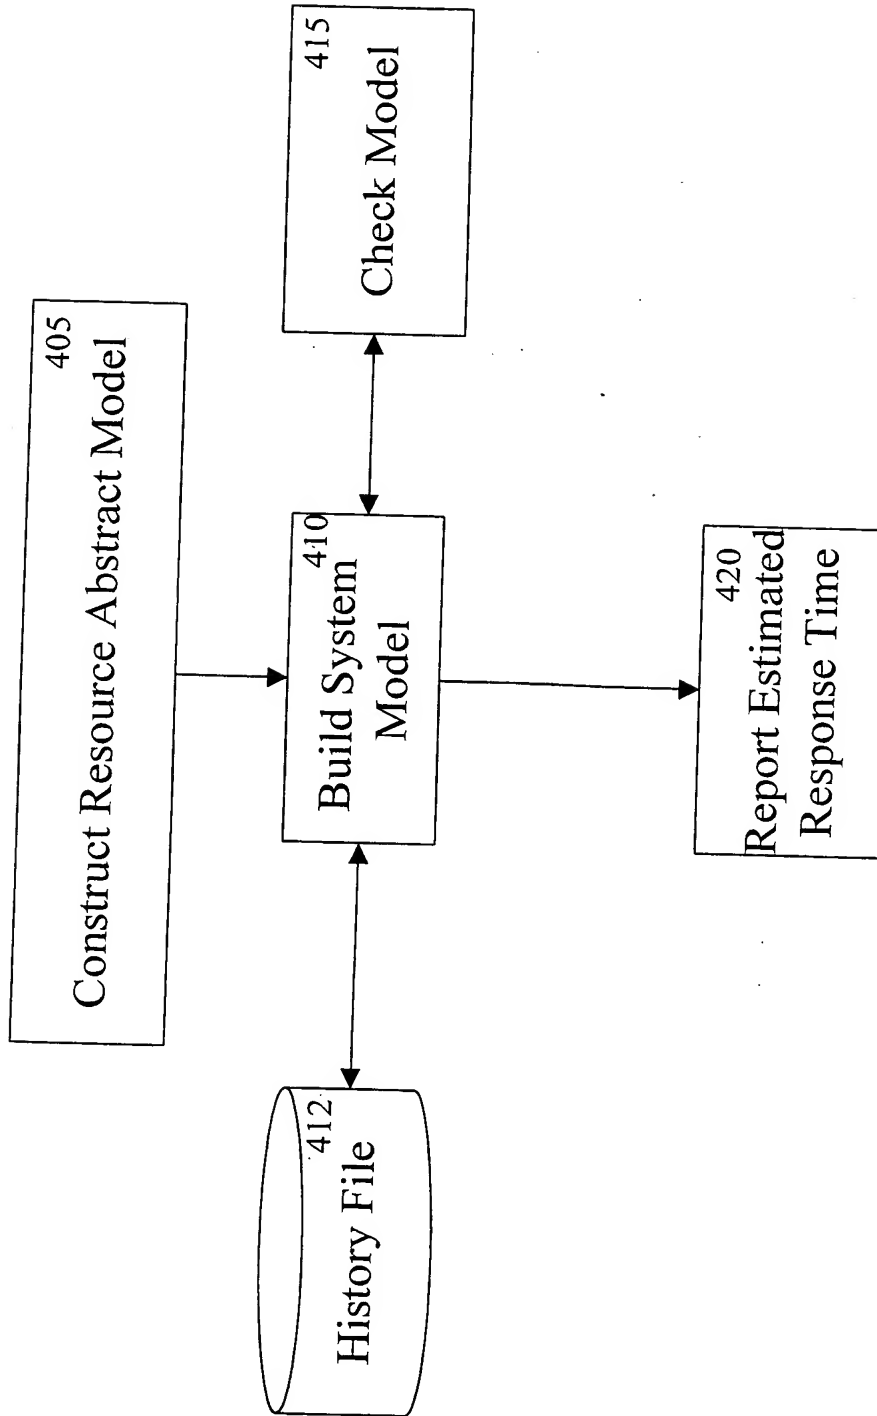 405
Construct Resource Abstract Model
412
History File
410
Build System
Model
415
Check Model
420
Report Estimated
Response Time